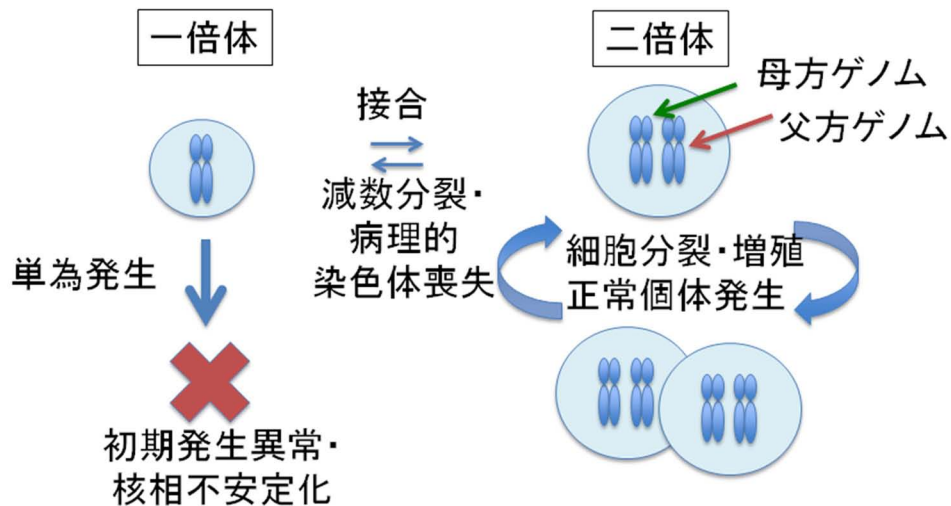 一倍体
二倍体
母方ゲノム
父方ゲノム
接合
減数分裂・
病理的
染色体喪失
単為発生
細胞分裂・増殖
正常個体発生
初期発生異常・
核相不安定化